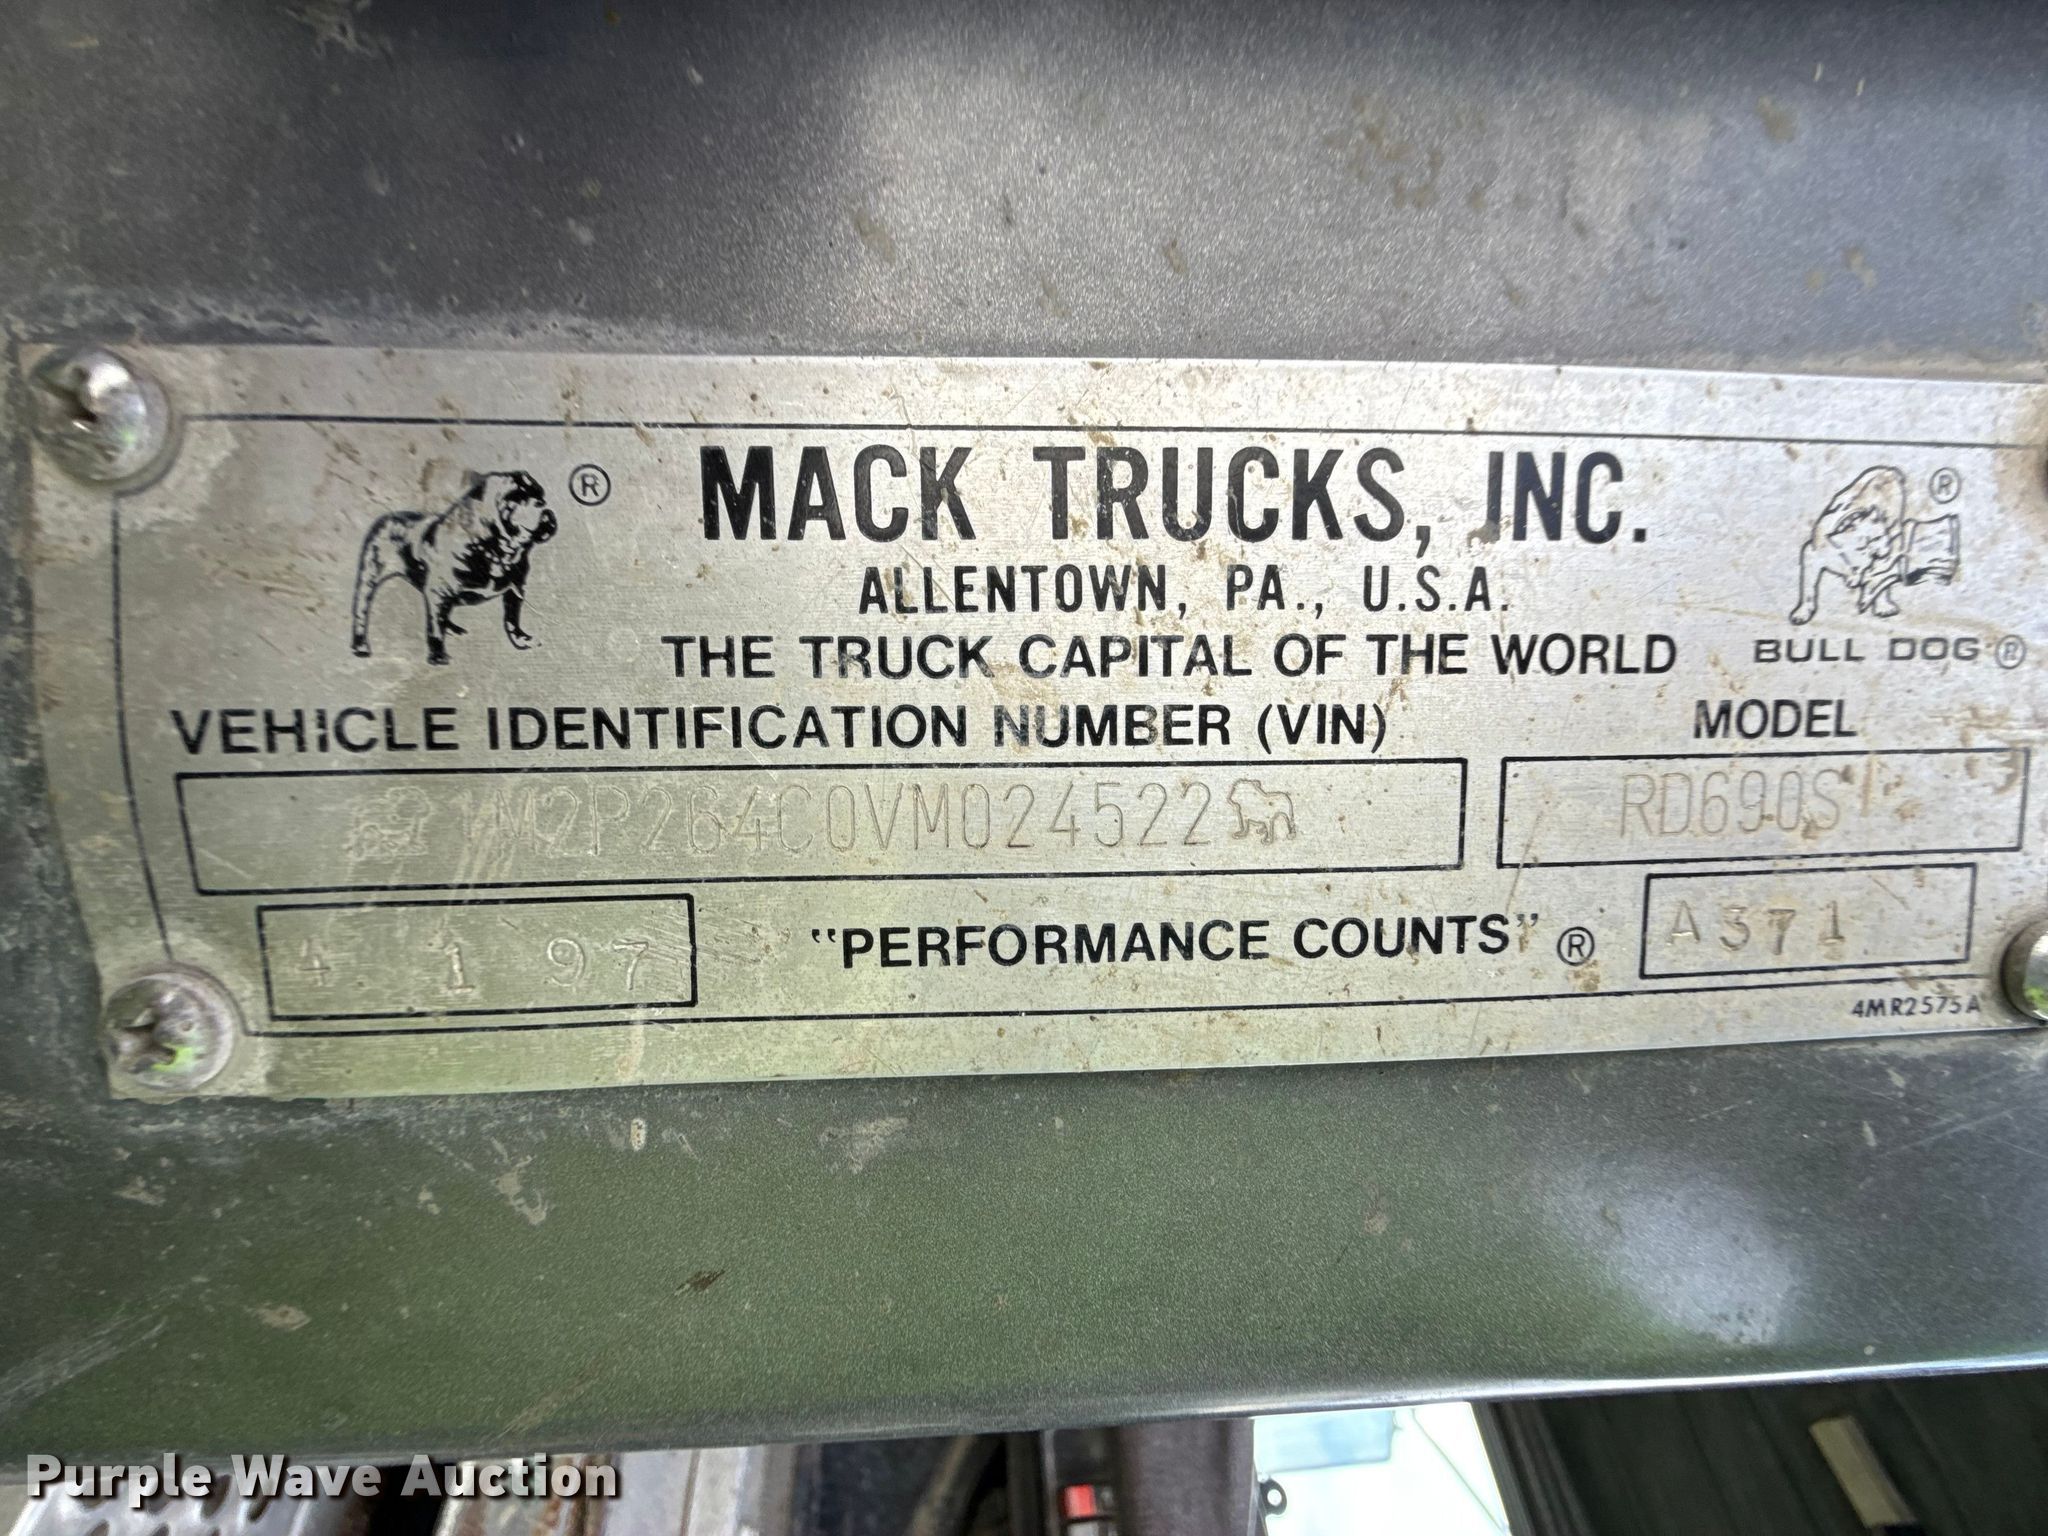 ® MACK TRUCKS, INC. ®
ALLENTOWN, PA., U.S.A.
THE TRUCK CAPITAL OF THE WORLD BULL DOG ®
VEHICLE IDENTIFICATION NUMBER (VIN) MODEL
1M2P264C0VM024522 RD690S
4 1 97 "PERFORMANCE COUNTS" ® A371
4MR2575A
Purple Wave Auction